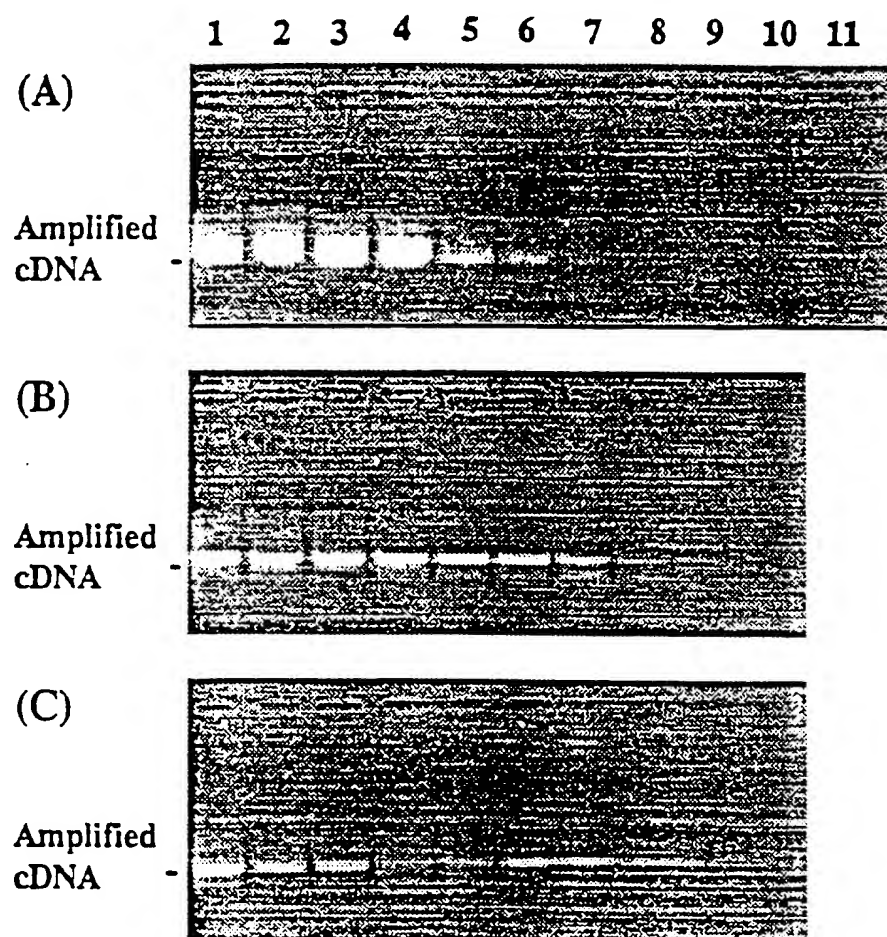 1 2 3 4 5 6 7 8 9 10 11
(A)
Amplified
cDNA -
(B)
Amplified
cDNA -
(C)
Amplified
cDNA -